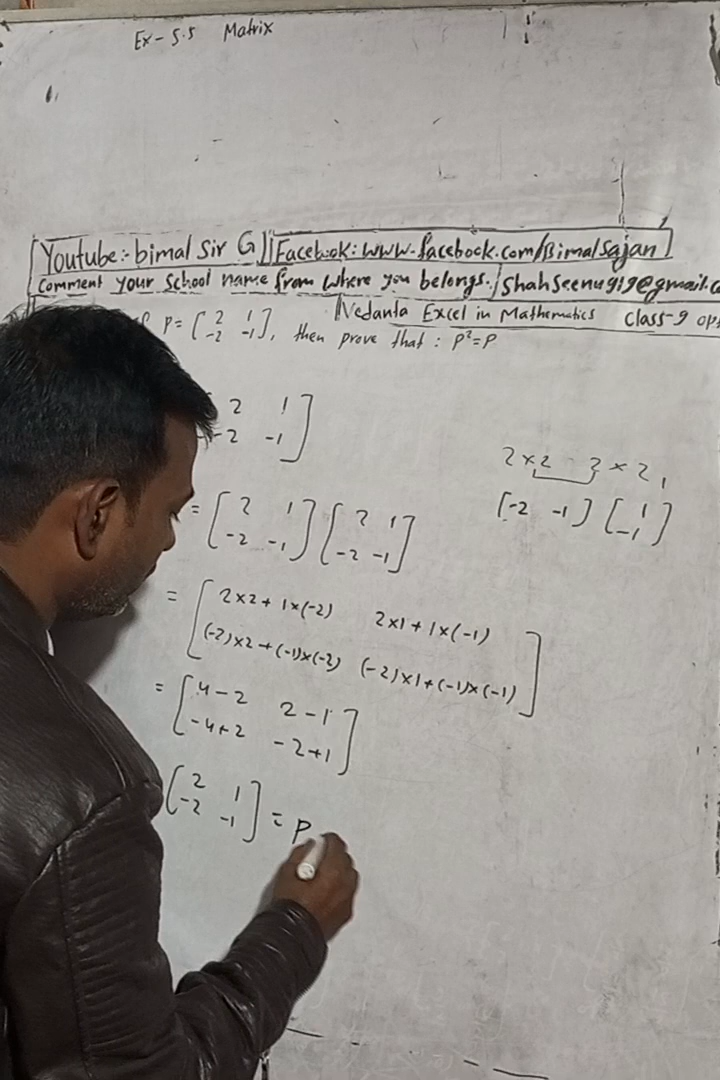 Ex-5.5 Matrix
Youtube:- bimal Sir G Facebook: www.facebook.com/Bimalsajan
Comment your School name from where you belongs. shahseenu919@gmail.c
Vedanta Excel in Mathematics Class-9 op
P = [2 1 -2 -1], then prove that : P²=P
2 1
-2 -1]
2×2 2×2
[-2 -1] [1 -1]
= [2 1 [2 1
-2 -1] -2 -1]
= [2×2 + 1×(-2) 2×1 + 1×(-1)
(-2)×2+(-1)×(-2) (-2)×1+(-1)×(-1)]
= [4-2 2-1
-4+2 -2+1]
[2 1
-2 -1] = P